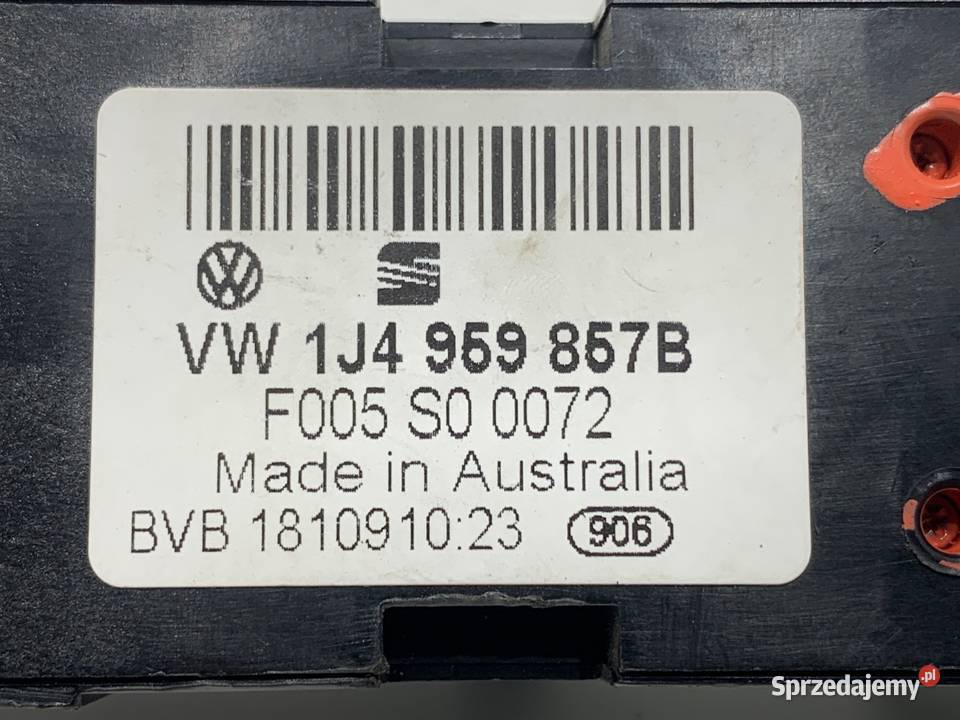 VW 1J4 959 857B
F005 S0 0072
Made in Australia
BVB 1810910:23 906
Sprzedajemy.pl